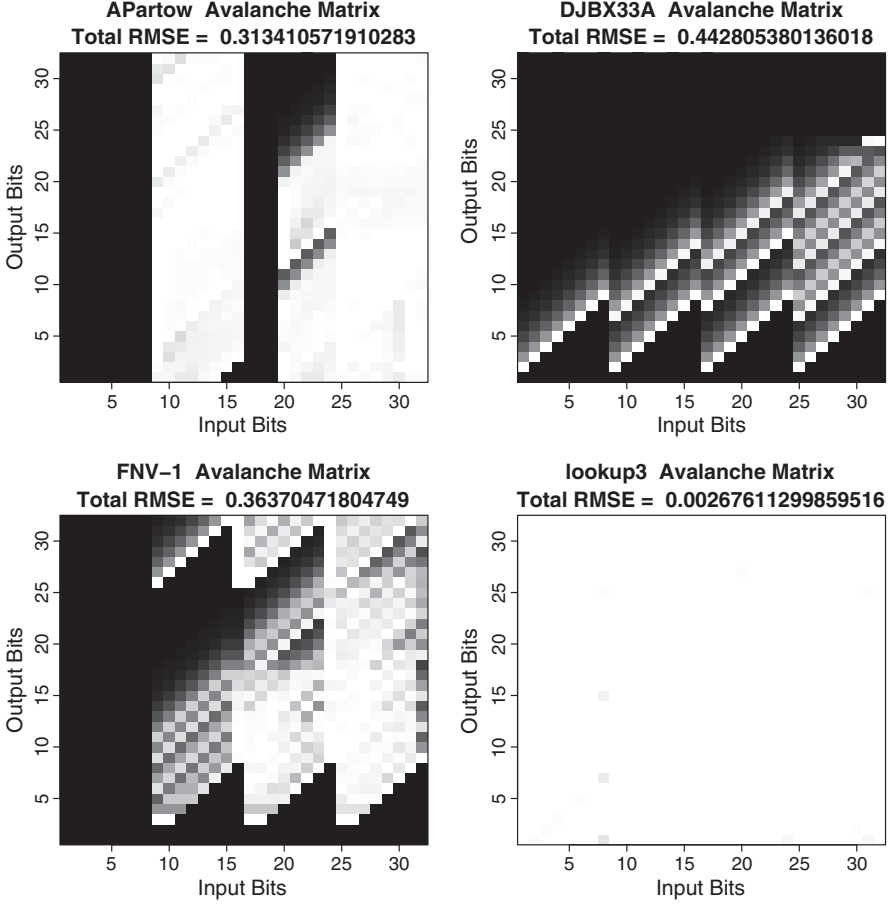 APartow Avalanche Matrix
Total RMSE = 0.313410571910283
30
25
20
15
10
5
Output Bits
5 10 15 20 25 30
Input Bits
DJBX33A Avalanche Matrix
Total RMSE = 0.442805380136018
30
25
20
15
10
5
Output Bits
5 10 15 20 25 30
Input Bits
FNV−1 Avalanche Matrix
Total RMSE = 0.36370471804749
30
25
20
15
10
5
Output Bits
5 10 15 20 25 30
Input Bits
lookup3 Avalanche Matrix
Total RMSE = 0.00267611299859516
30
25
20
15
10
5
Output Bits
5 10 15 20 25 30
Input Bits